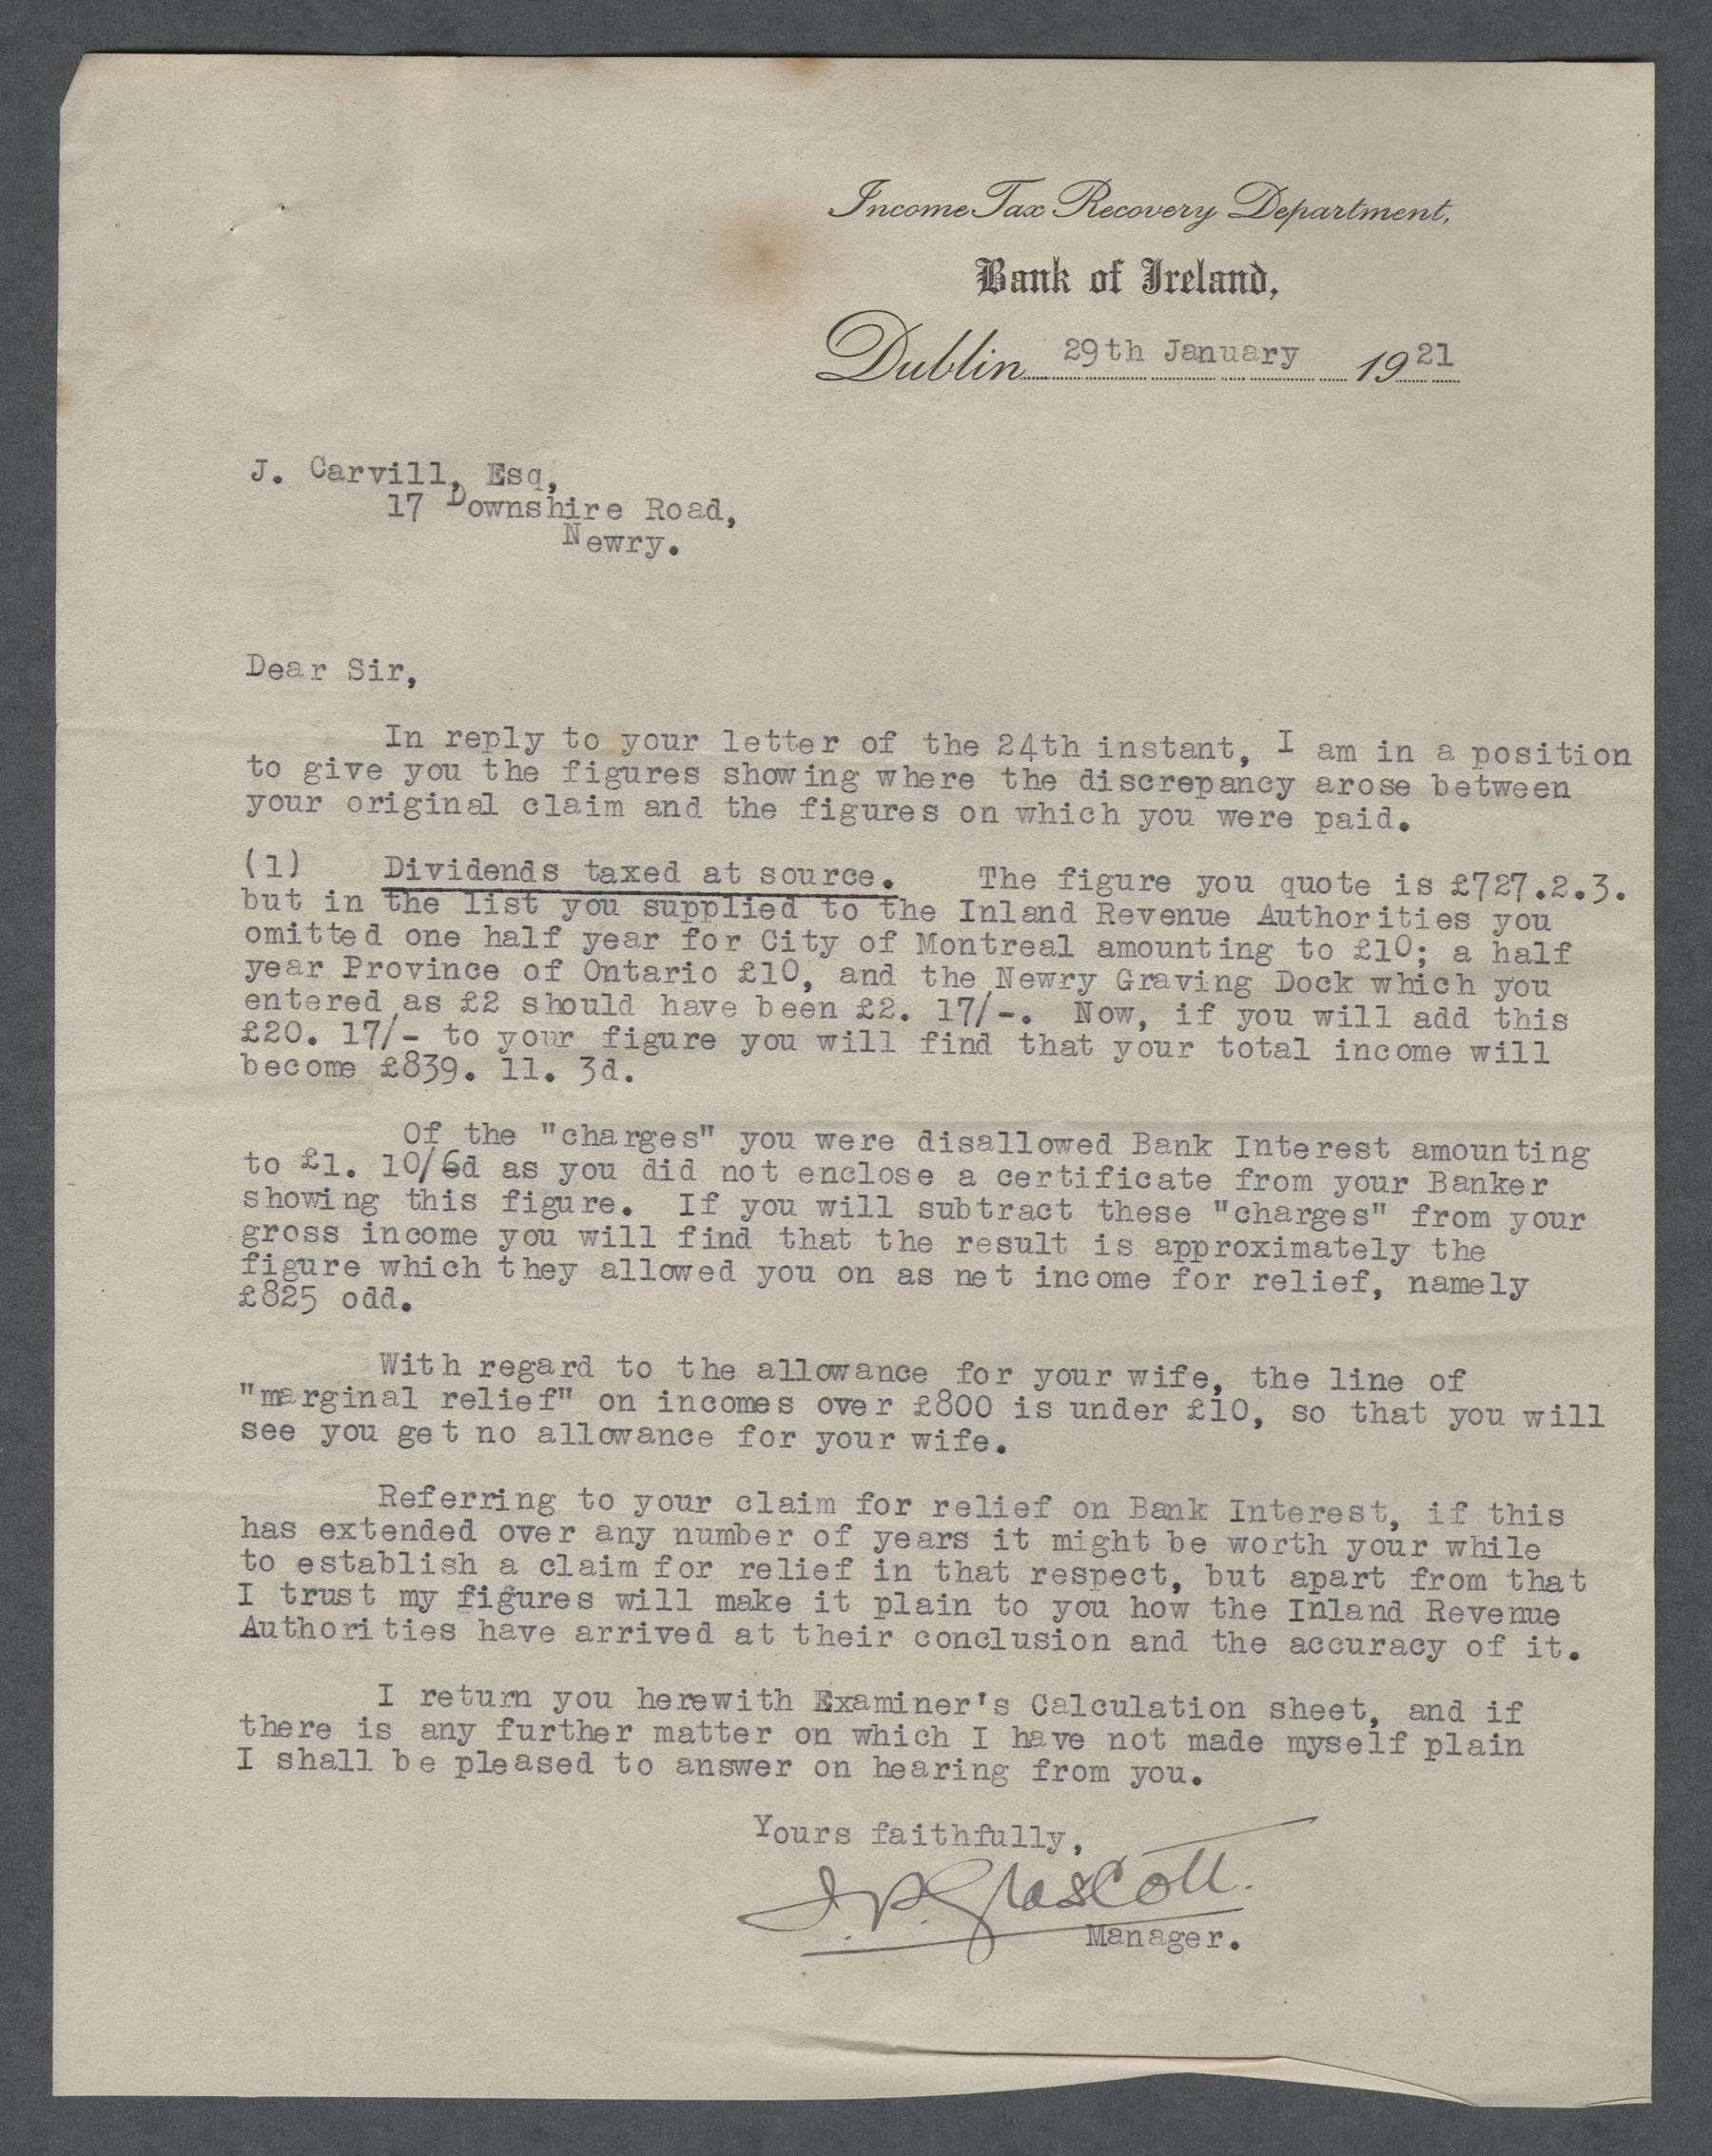 Income Tax Recovery Department,
Bank of Ireland,
Dublin 29th January 1921
J. Carvill, Esq,
17 Downshire Road,
Newry.
Dear Sir,
In reply to your letter of the 24th instant, I am in a position
to give you the figures showing where the discrepancy arose between
your original claim and the figures on which you were paid.
(1) Dividends taxed at source. The figure you quote is £727.2.3.
but in the list you supplied to the Inland Revenue Authorities you
omitted one half year for City of Montreal amounting to £10; a half
year Province of Ontario £10, and the Newry Graving Dock which you
entered as £2 should have been £2. 17/-. Now, if you will add this
£20. 17/- to your figure you will find that your total income will
become £839. 11. 3d.
Of the "charges" you were disallowed Bank Interest amounting
to £1. 10/6d as you did not enclose a certificate from your Banker
showing this figure. If you will subtract these "charges" from your
gross income you will find that the result is approximately the
figure which they allowed you on as net income for relief, namely
£825 odd.
With regard to the allowance for your wife, the line of
"marginal relief" on incomes over £800 is under £10, so that you will
see you get no allowance for your wife.
Referring to your claim for relief on Bank Interest, if this
has extended over any number of years it might be worth your while
to establish a claim for relief in that respect, but apart from that
I trust my figures will make it plain to you how the Inland Revenue
Authorities have arrived at their conclusion and the accuracy of it.
I return you herewith Examiner's Calculation sheet, and if
there is any further matter on which I have not made myself plain
I shall be pleased to answer on hearing from you.
Yours faithfully,
Manager.